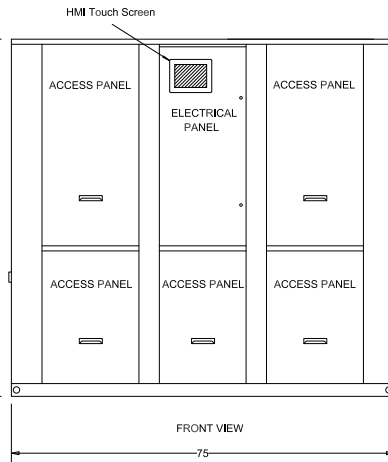 HMI Touch Screen
ACCESS PANEL
ACCESS PANEL
ELECTRICAL
PANEL
ACCESS PANEL
ACCESS PANEL
ACCESS PANEL
FRONT VIEW
75